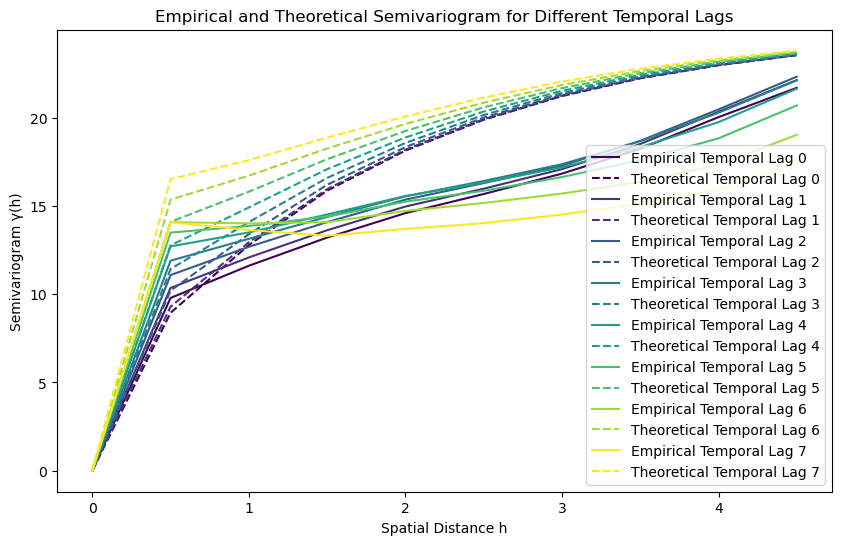 Empirical and Theoretical Semivariogram for Different Temporal Lags
Semivariogram γ(h)
20
15
10
5
0
Empirical Temporal Lag 0
Theoretical Temporal Lag 0
Empirical Temporal Lag 1
Theoretical Temporal Lag 1
Empirical Temporal Lag 2
Theoretical Temporal Lag 2
Empirical Temporal Lag 3
Theoretical Temporal Lag 3
Empirical Temporal Lag 4
Theoretical Temporal Lag 4
Empirical Temporal Lag 5
Theoretical Temporal Lag 5
Empirical Temporal Lag 6
Theoretical Temporal Lag 6
Empirical Temporal Lag 7
Theoretical Temporal Lag 7
0 1 2 3 4
Spatial Distance h